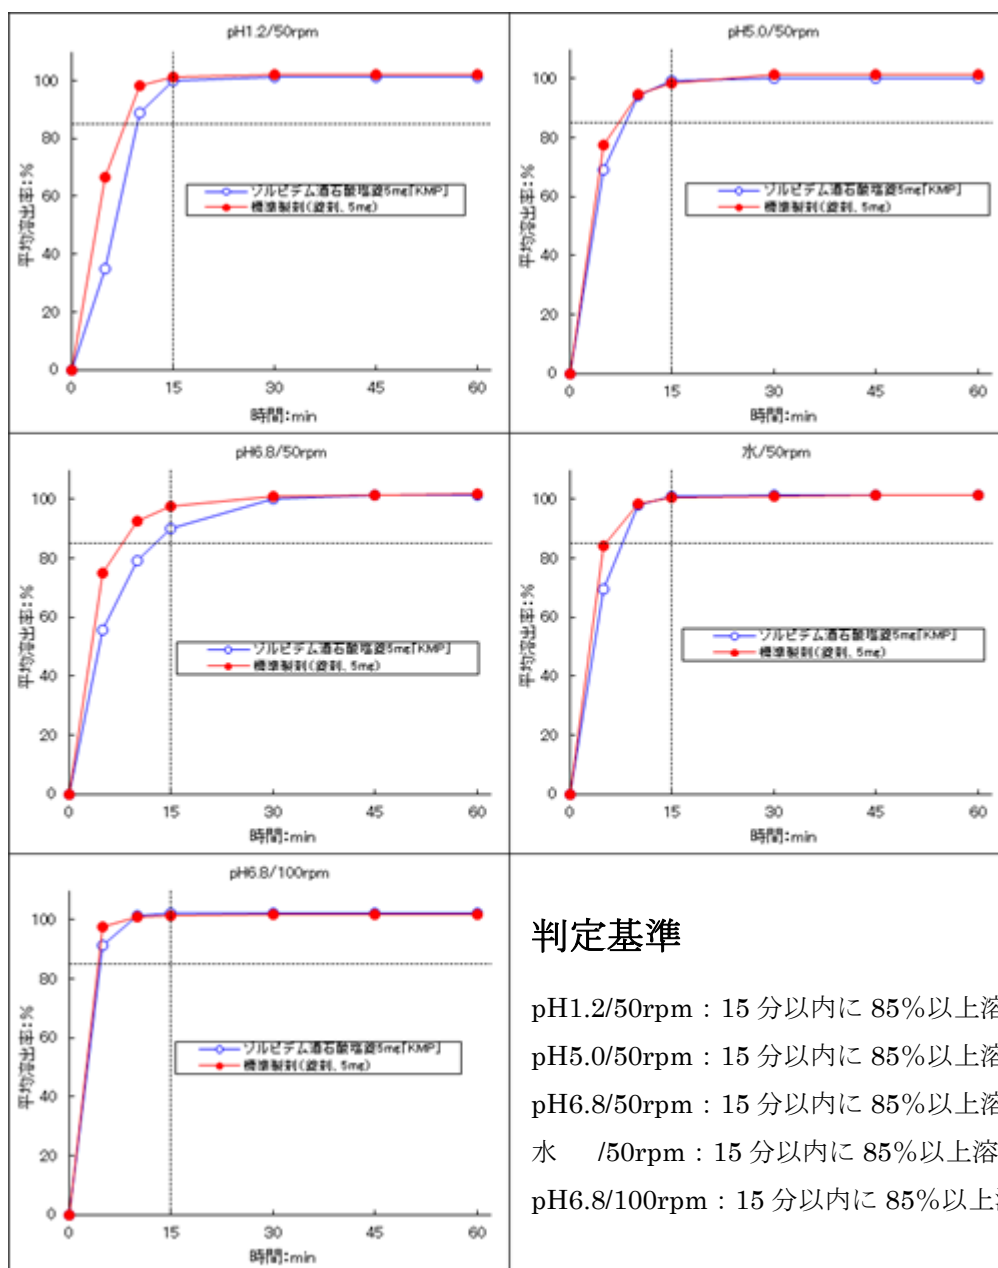 pH1.2/50rpm
100
80
60
40
20
0
平均溶出率:%
ゾルピデム酒石酸塩錠5mg「KMP」
標準製剤(錠剤、5mg)
0 15 30 45 60
時間:min
pH5.0/50rpm
100
80
60
40
20
0
平均溶出率:%
ゾルピデム酒石酸塩錠5mg「KMP」
標準製剤(錠剤、5mg)
0 15 30 45 60
時間:min
pH6.8/50rpm
100
80
60
40
20
0
平均溶出率:%
ゾルピデム酒石酸塩錠5mg「KMP」
標準製剤(錠剤、5mg)
0 15 30 45 60
時間:min
水/50rpm
100
80
60
40
20
0
平均溶出率:%
ゾルピデム酒石酸塩錠5mg「KMP」
標準製剤(錠剤、5mg)
0 15 30 45 60
時間:min
pH6.8/100rpm
100
80
60
40
20
0
平均溶出率:%
ゾルピデム酒石酸塩錠5mg「KMP」
標準製剤(錠剤、5mg)
0 15 30 45 60
時間:min
判定基準
pH1.2/50rpm：15 分以内に 85%以上溶
pH5.0/50rpm：15 分以内に 85%以上溶
pH6.8/50rpm：15 分以内に 85%以上溶
水 /50rpm：15 分以内に 85%以上溶
pH6.8/100rpm：15 分以内に 85%以上